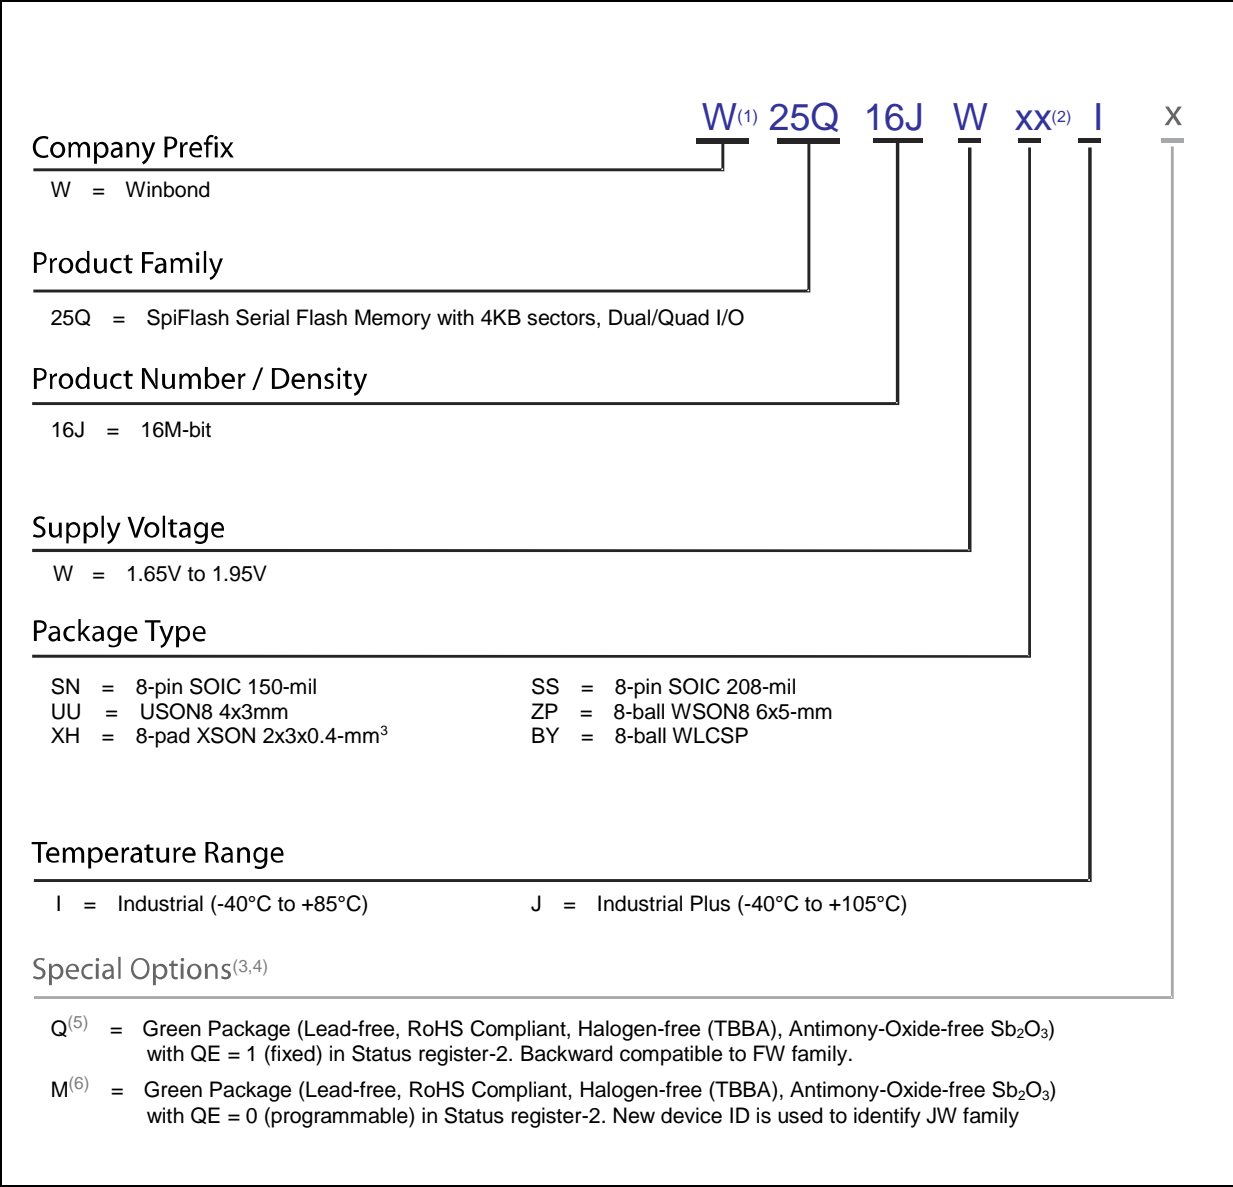 W(1) 25Q 16J W xx(2) I x
Company Prefix
W = Winbond
Product Family
25Q = SpiFlash Serial Flash Memory with 4KB sectors, Dual/Quad I/O
Product Number / Density
16J = 16M-bit
Supply Voltage
W = 1.65V to 1.95V
Package Type
SN = 8-pin SOIC 150-mil SS = 8-pin SOIC 208-mil
UU = USON8 4x3mm ZP = 8-ball WSON8 6x5-mm
XH = 8-pad XSON 2x3x0.4-mm³ BY = 8-ball WLCSP
Temperature Range
I = Industrial (-40°C to +85°C) J = Industrial Plus (-40°C to +105°C)
Special Options(3,4)
Q(5) = Green Package (Lead-free, RoHS Compliant, Halogen-free (TBBA), Antimony-Oxide-free Sb₂O₃)
with QE = 1 (fixed) in Status register-2. Backward compatible to FW family.
M(6) = Green Package (Lead-free, RoHS Compliant, Halogen-free (TBBA), Antimony-Oxide-free Sb₂O₃)
with QE = 0 (programmable) in Status register-2. New device ID is used to identify JW family